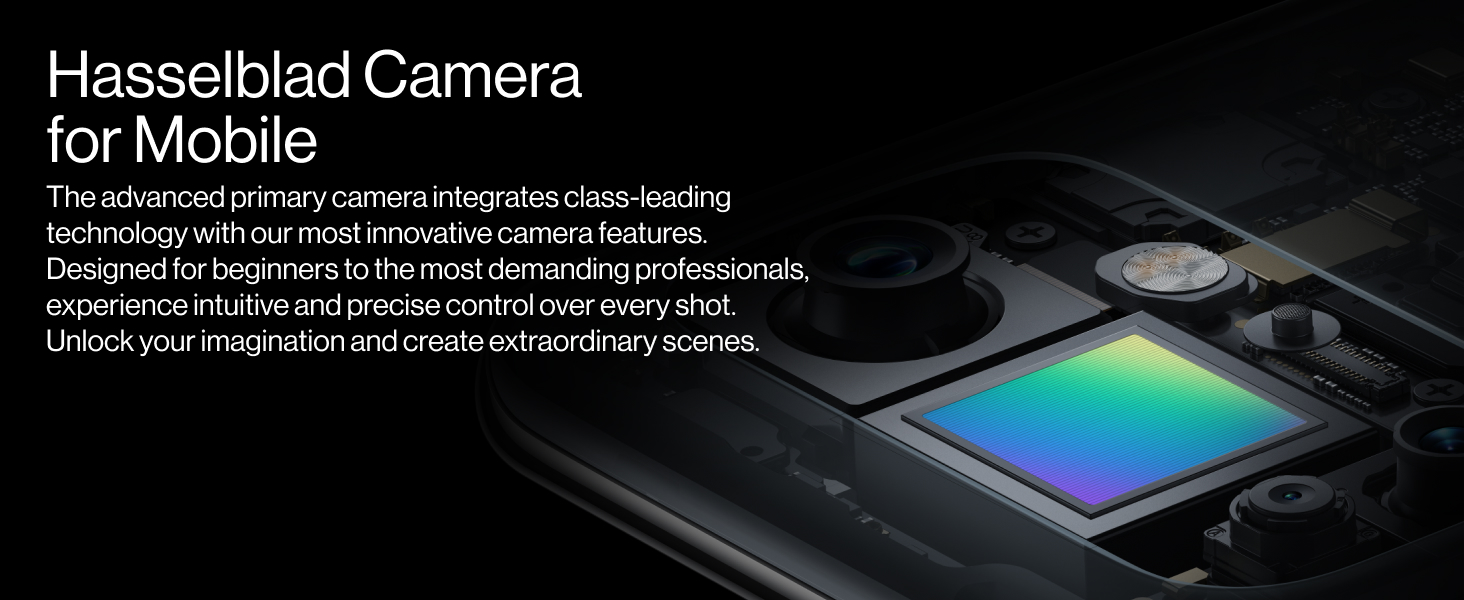 Hasselblad Camera
for Mobile
The advanced primary camera integrates class-leading
technology with our most innovative camera features.
Designed for beginners to the most demanding professionals,
experience intuitive and precise control over every shot.
Unlock your imagination and create extraordinary scenes.